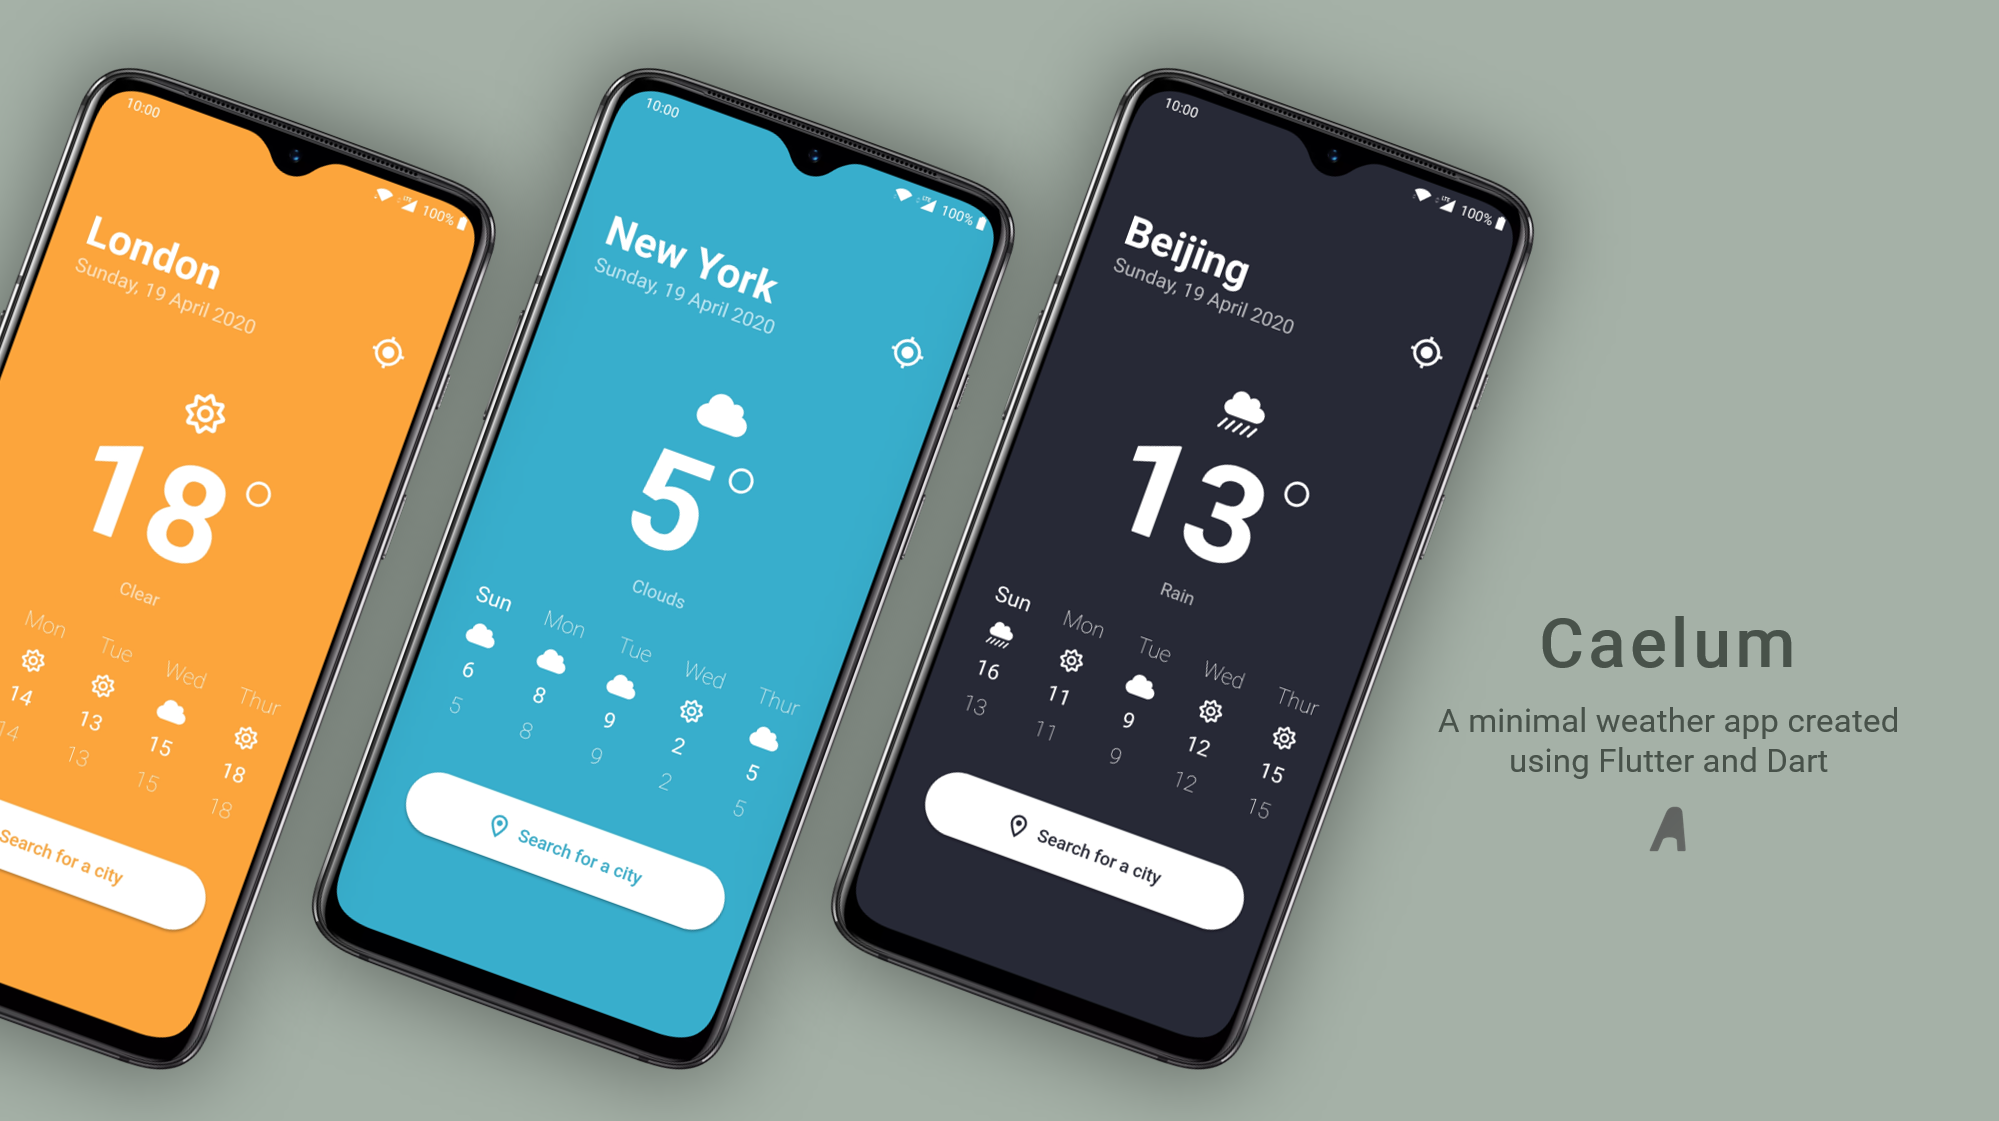 10:00
100%
London
Sunday, 19 April 2020
18°
Clear
Mon Tue Wed Thur
14 13 15 18
14 13 15 18
Search for a city
10:00
LTE 100%
New York
Sunday, 19 April 2020
5°
Clouds
Sun Mon Tue Wed Thur
6 8 9 2 5
5 8 9 2 5
Search for a city
10:00
LTE 100%
Beijing
Sunday, 19 April 2020
13°
Rain
Sun Mon Tue Wed Thur
16 11 9 12 15
13 11 9 12 15
Search for a city
Caelum
A minimal weather app created
using Flutter and Dart
A